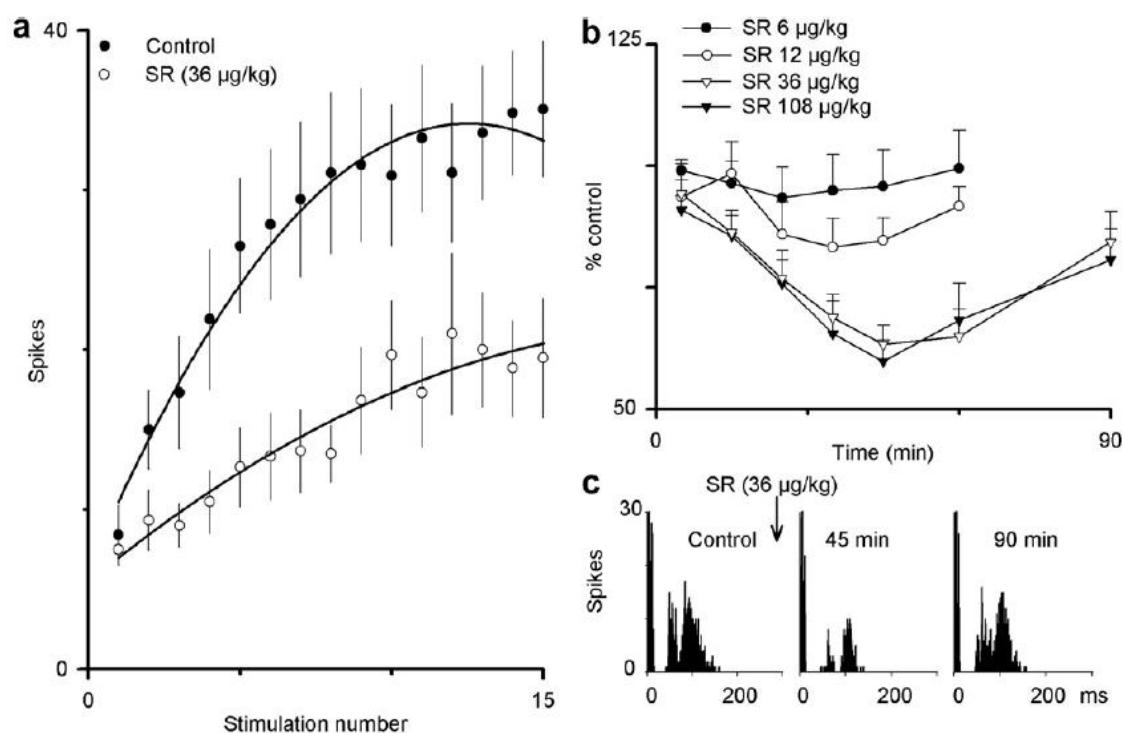 a
40
Control
SR (36 µg/kg)
Spikes
0
0
15
Stimulation number
b
125
SR 6 µg/kg
SR 12 µg/kg
SR 36 µg/kg
SR 108 µg/kg
% control
50
0
90
Time (min)
c
SR (36 µg/kg)
30
Control
45 min
90 min
Spikes
0
0 200 0 200 0 200 ms